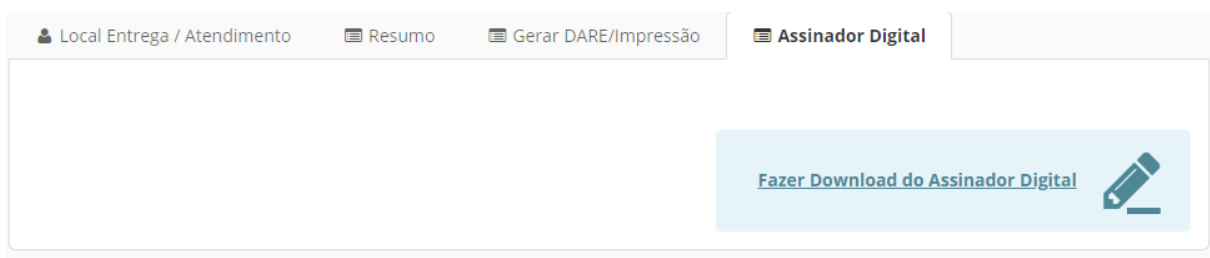 Local Entrega / Atendimento Resumo Gerar DARE/Impressão Assinador Digital
Fazer Download do Assinador Digital